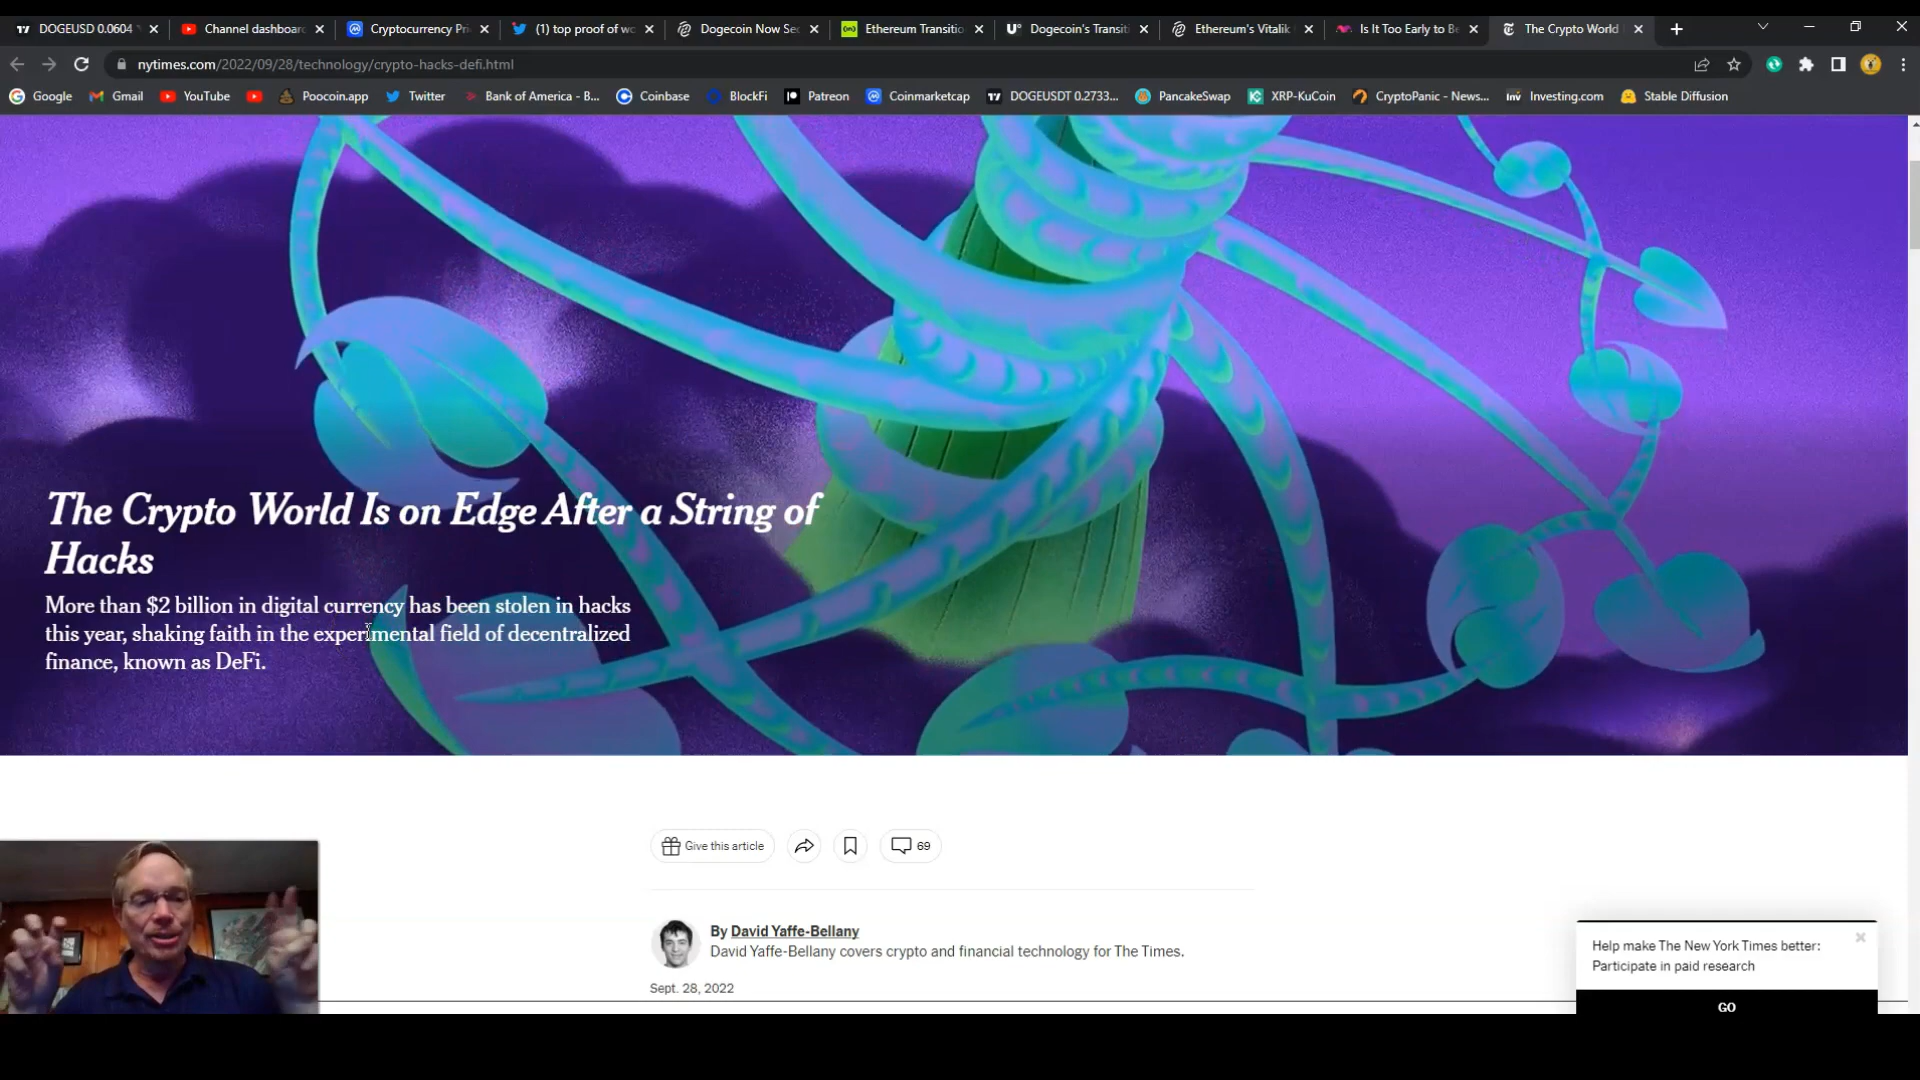 DOGEUSD 0.0604
Channel dashboard
Cryptocurrency Pri
(1) top proof of wo
Dogecoin Now Sec
Ethereum Transitio
Dogecoin's Transiti
Ethereum's Vitalik
Is It Too Early to Be
The Crypto World
nytimes.com/2022/09/28/technology/crypto-hacks-defi.html
Google
Gmail
YouTube
Poocoin.app
Twitter
Bank of America - B...
Coinbase
BlockFi
Patreon
Coinmarketcap
DOGEUSDT 0.2733...
PancakeSwap
XRP-KuCoin
CryptoPanic - News...
Inv Investing.com
Stable Diffusion
The Crypto World Is on Edge After a String of
Hacks
More than $2 billion in digital currency has been stolen in hacks
this year, shaking faith in the experimental field of decentralized
finance, known as DeFi.
Give this article
69
By David Yaffe-Bellany
David Yaffe-Bellany covers crypto and financial technology for The Times.
Sept. 28, 2022
Help make The New York Times better:
Participate in paid research
GO